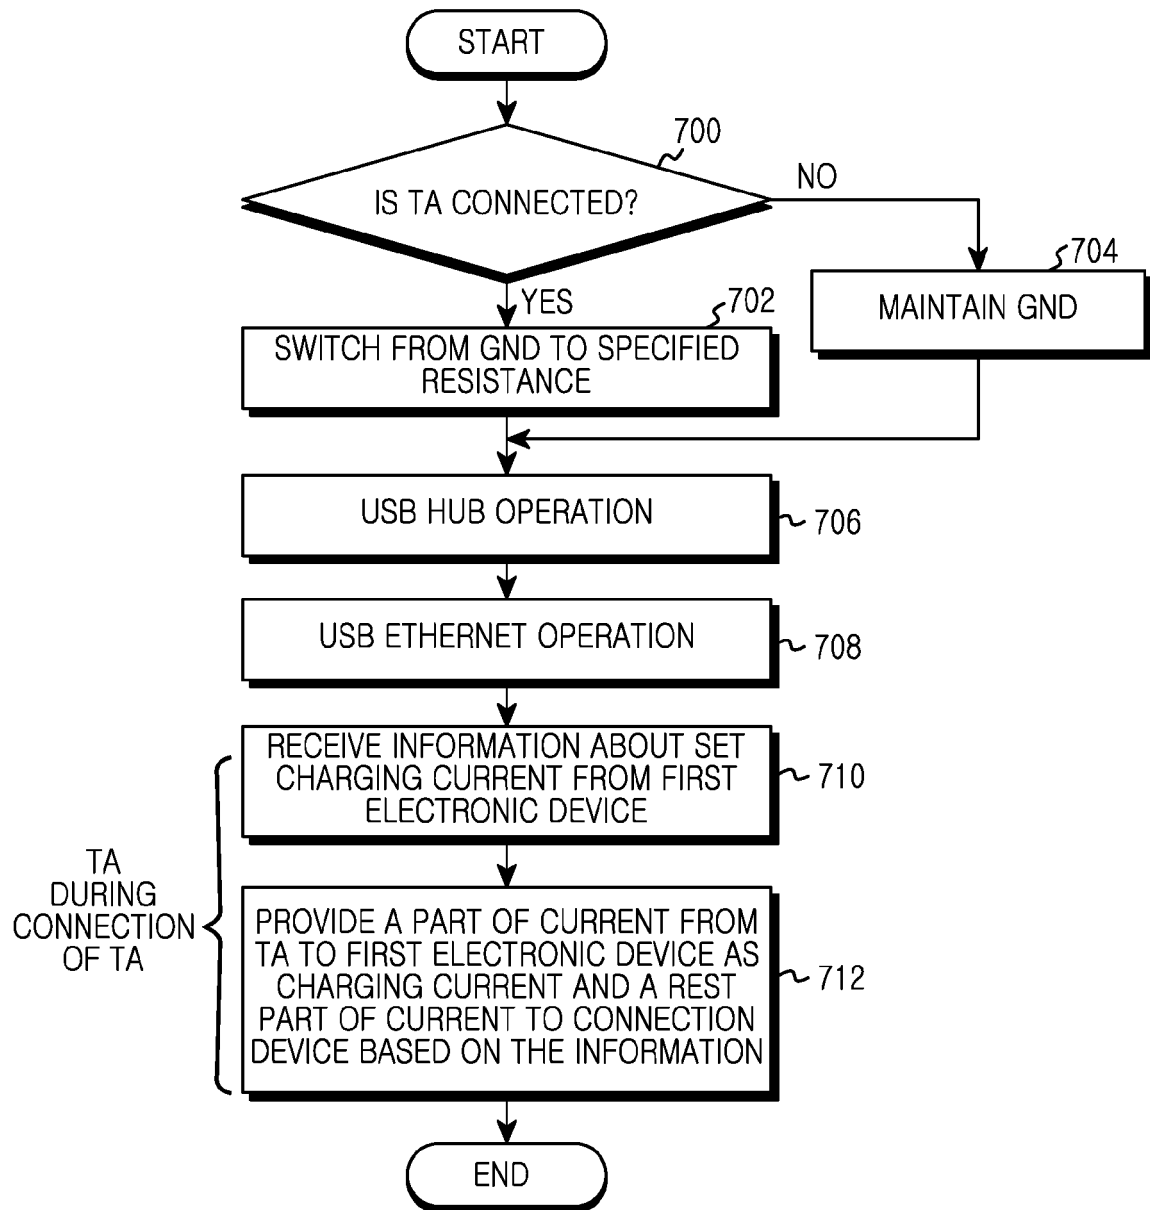 START
700
IS TA CONNECTED?
NO
704
MAINTAIN GND
YES
702
SWITCH FROM GND TO SPECIFIED
RESISTANCE
USB HUB OPERATION
706
USB ETHERNET OPERATION
708
RECEIVE INFORMATION ABOUT SET
CHARGING CURRENT FROM FIRST
ELECTRONIC DEVICE
710
TA
DURING
CONNECTION
OF TA
PROVIDE A PART OF CURRENT FROM
TA TO FIRST ELECTRONIC DEVICE AS
CHARGING CURRENT AND A REST
PART OF CURRENT TO CONNECTION
DEVICE BASED ON THE INFORMATION
712
END